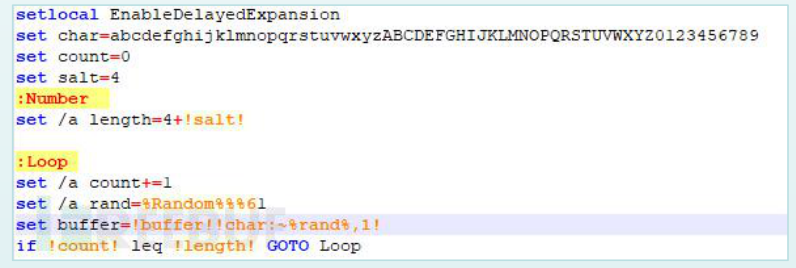 setlocal EnableDelayedExpansion
set char=abcdefghijklmnopqrstuvwxyzABCDEFGHIJKLMNOPQRSTUVWXYZ0123456789
set count=0
set salt=4
:Number
set /a length=4+!salt!
:Loop
set /a count+=1
set /a rand=%Random%%%61
set buffer=!buffer!!char:~%rand%,1!
if !count! leq !length! GOTO Loop